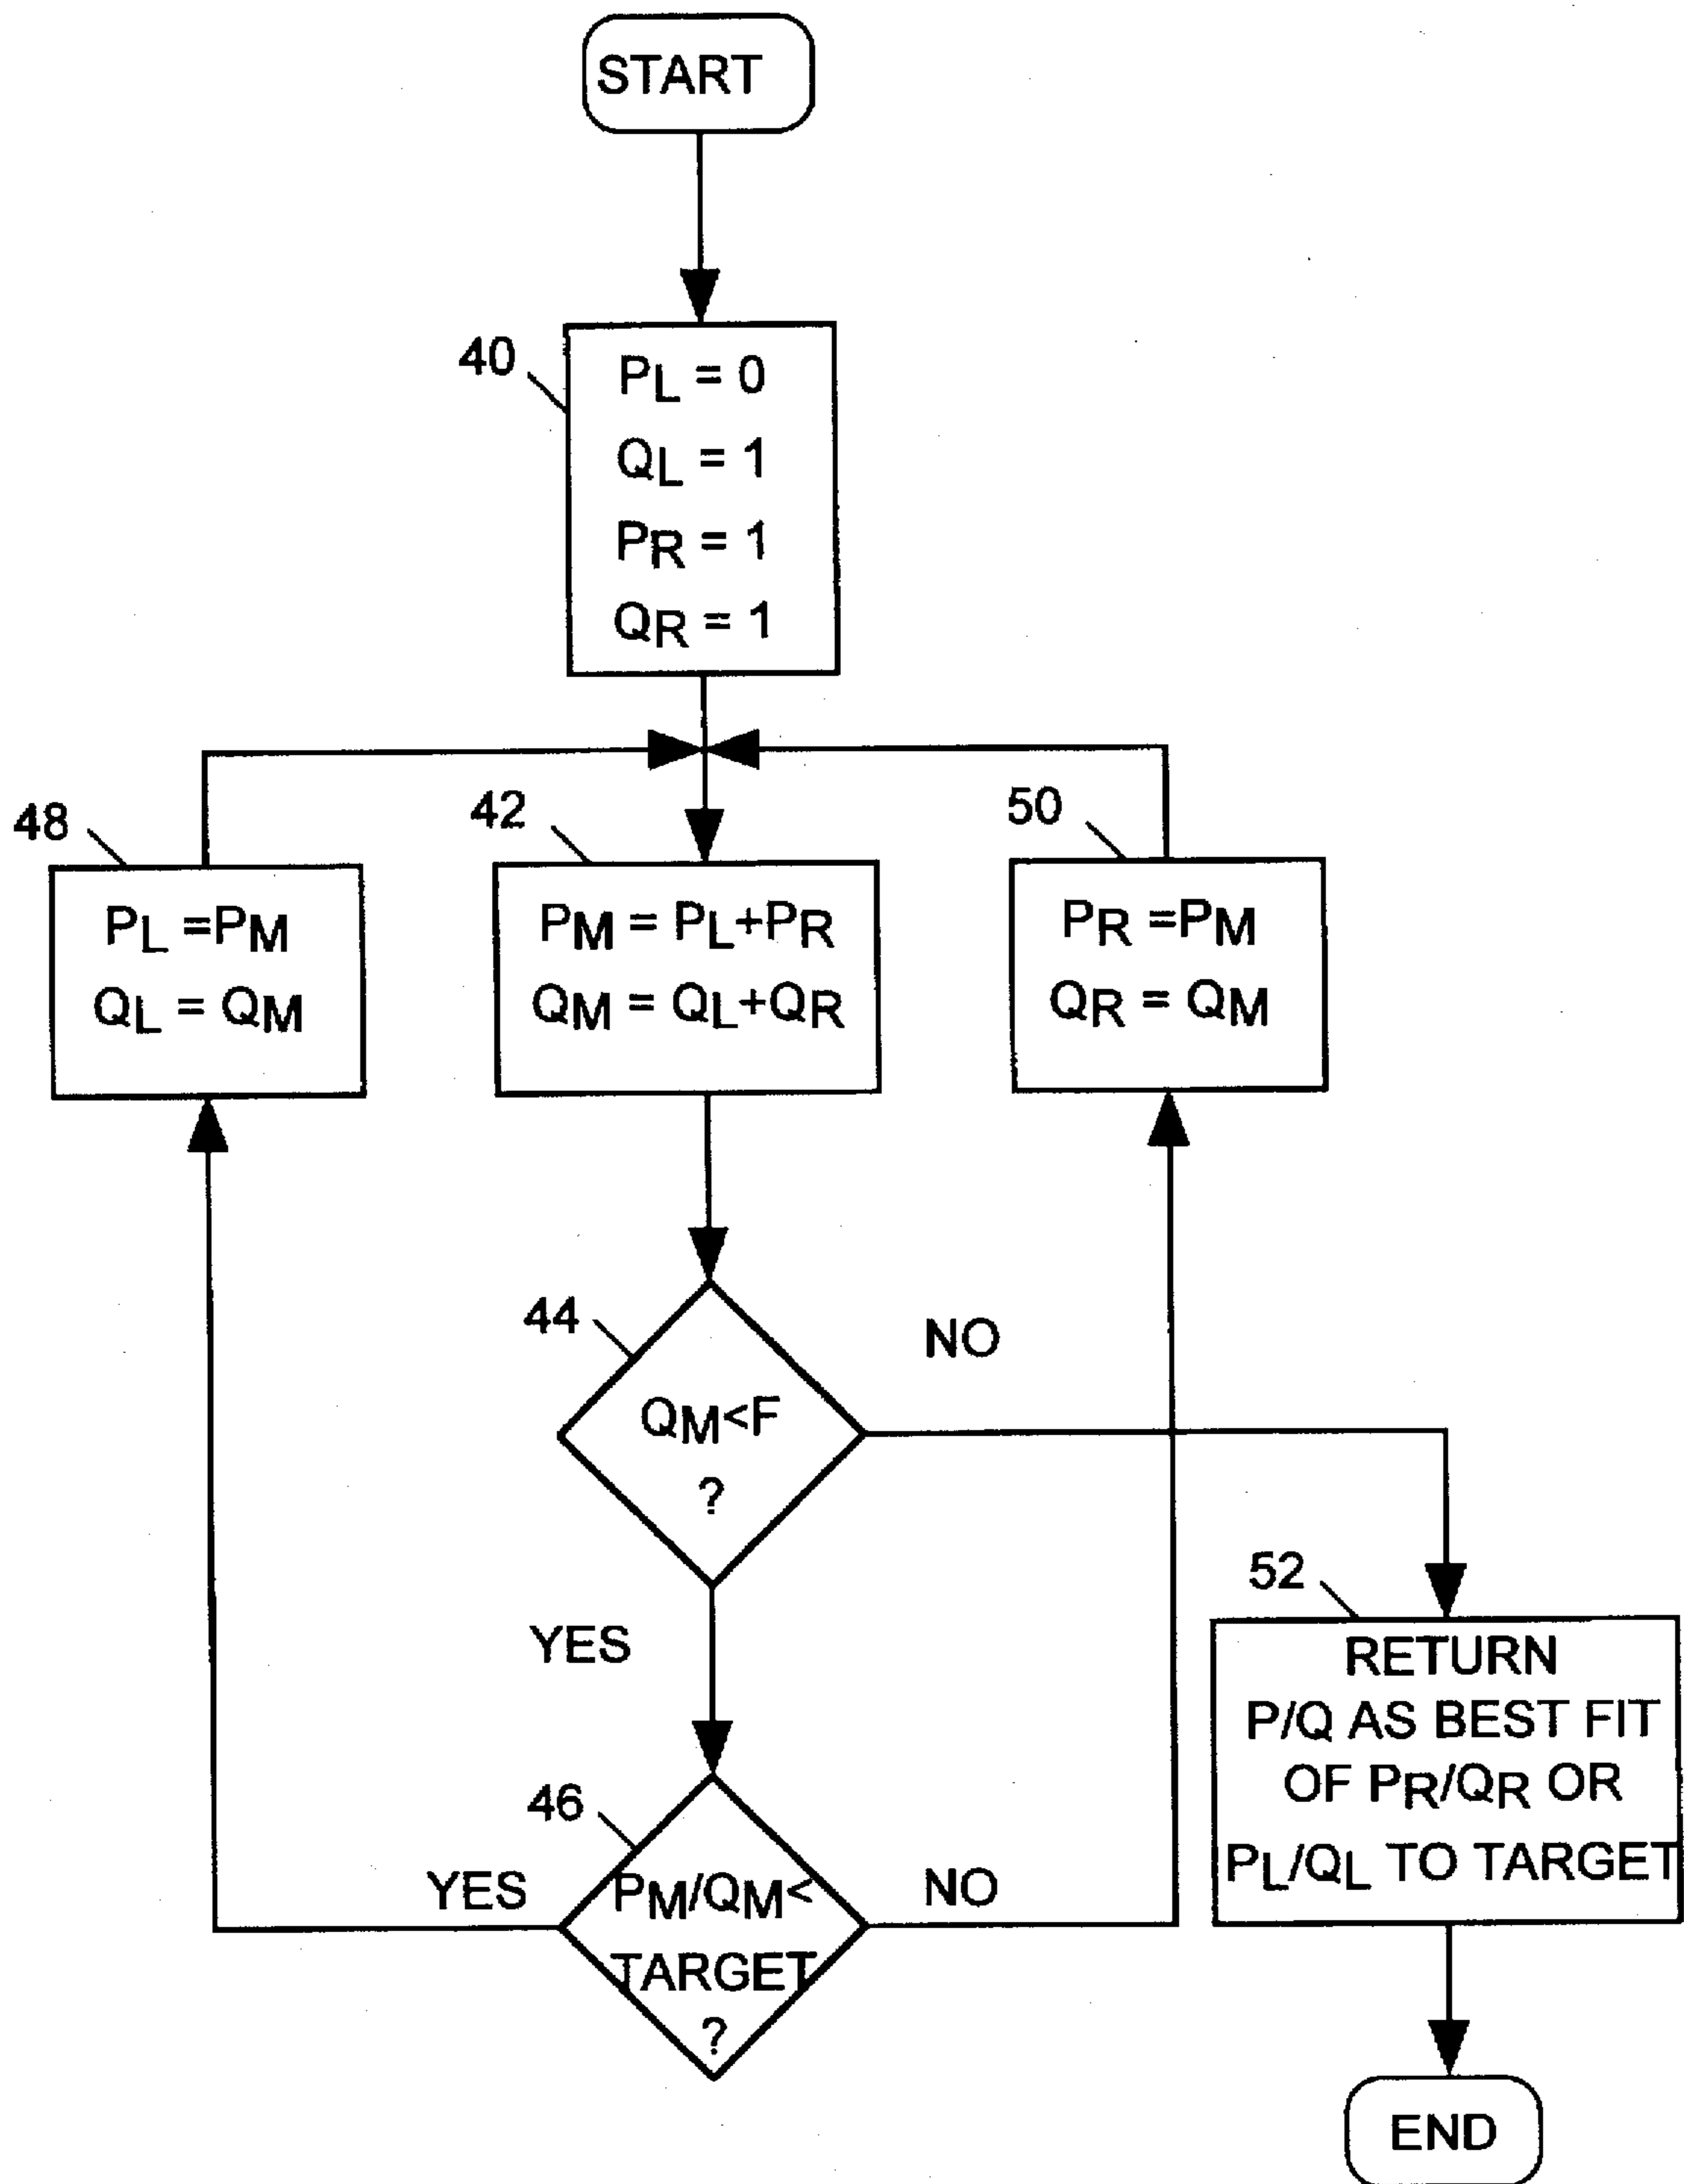 START
40
PL = 0
QL = 1
PR = 1
QR = 1
48
PL =PM
QL = QM
42
PM = PL+PR
QM = QL+QR
50
PR =PM
QR = QM
44
QM<F
?
NO
YES
46
PM/QM<
TARGET
?
YES
NO
52
RETURN
P/Q AS BEST FIT
OF PR/QR OR
PL/QL TO TARGET
END